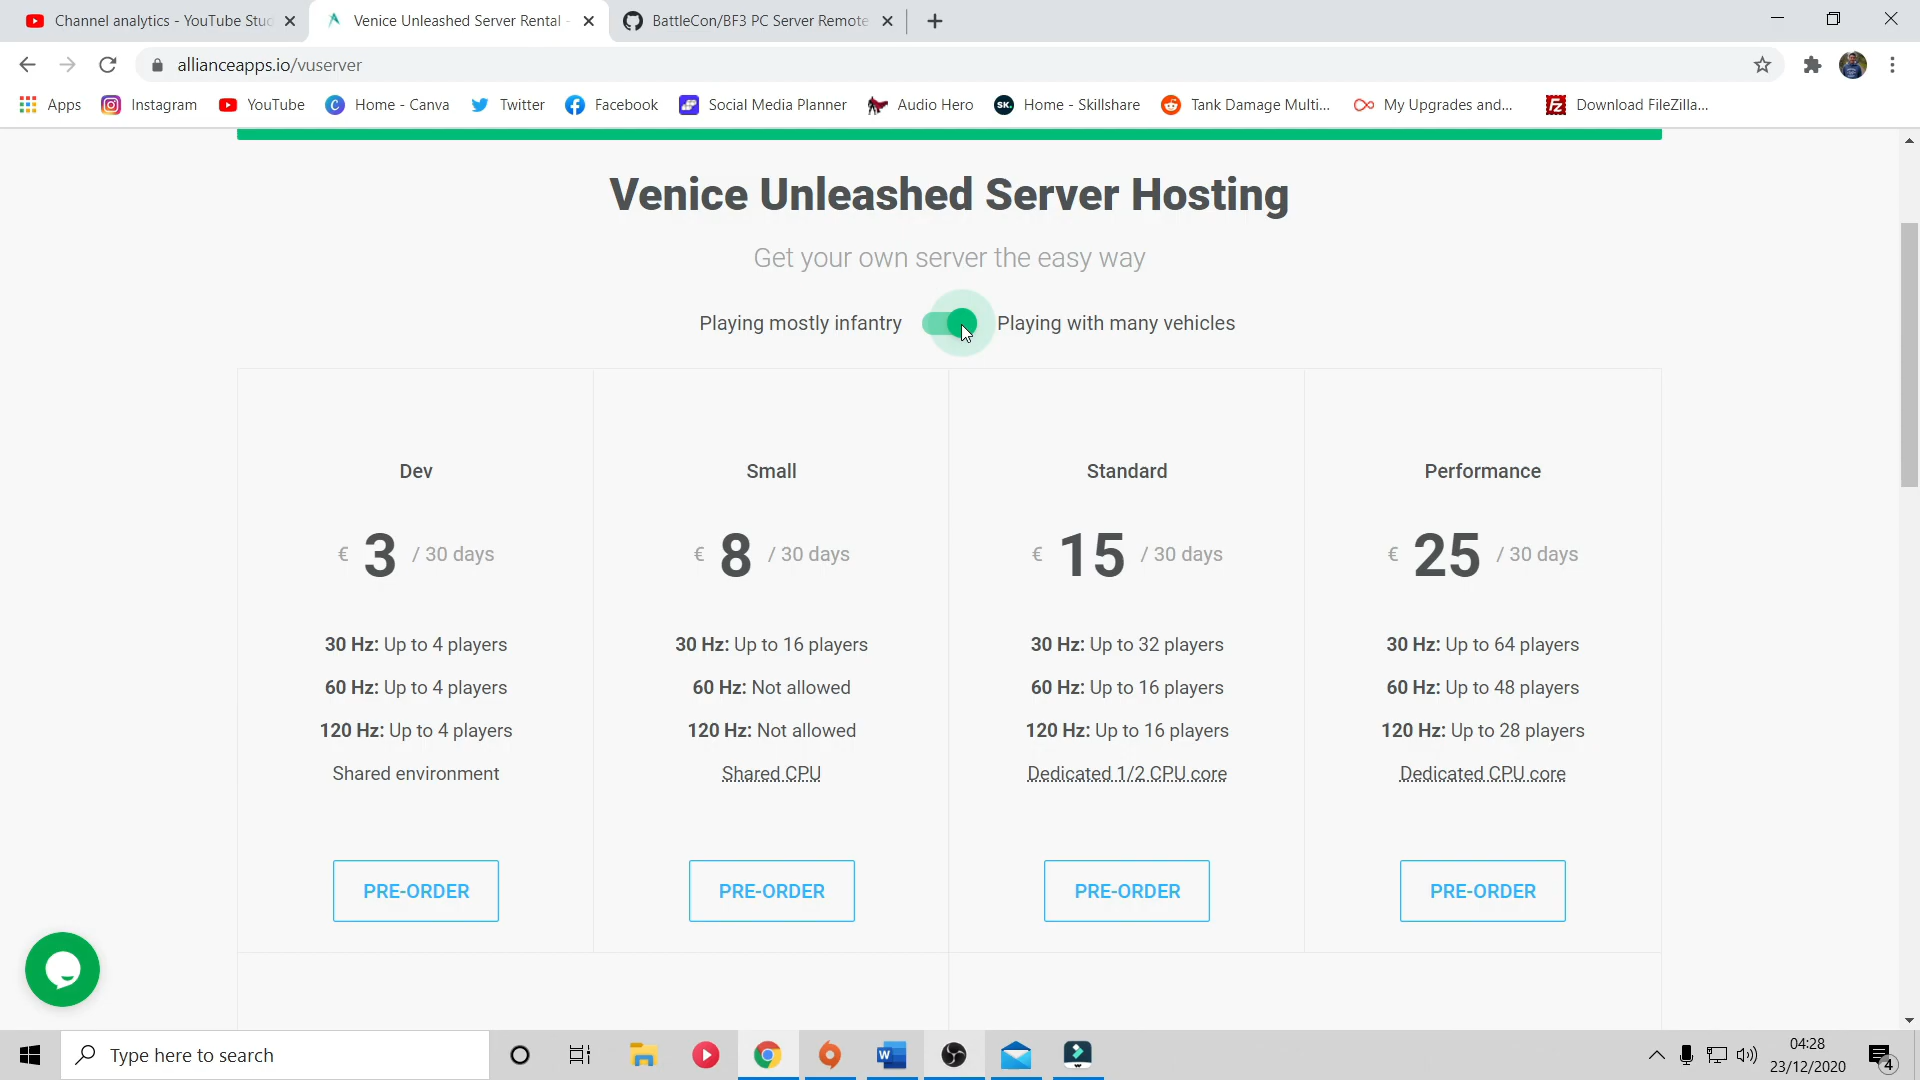 Channel analytics - YouTube Stu
Venice Unleashed Server Rental -
BattleCon/BF3 PC Server Remote
allianceapps.io/vuserver
Apps
Instagram
YouTube
Home - Canva
Twitter
Facebook
Social Media Planner
Audio Hero
SK.
Home - Skillshare
Tank Damage Multi...
My Upgrades and...
Download FileZilla...
Venice Unleashed Server Hosting
Get your own server the easy way
Playing mostly infantry
Playing with many vehicles
Dev
€ 3 / 30 days
30 Hz: Up to 4 players
60 Hz: Up to 4 players
120 Hz: Up to 4 players
Shared environment
PRE-ORDER
Small
€ 8 / 30 days
30 Hz: Up to 16 players
60 Hz: Not allowed
120 Hz: Not allowed
Shared CPU
PRE-ORDER
Standard
€ 15 / 30 days
30 Hz: Up to 32 players
60 Hz: Up to 16 players
120 Hz: Up to 16 players
Dedicated 1/2 CPU core
PRE-ORDER
Performance
€ 25 / 30 days
30 Hz: Up to 64 players
60 Hz: Up to 48 players
120 Hz: Up to 28 players
Dedicated CPU core
PRE-ORDER
Type here to search
04:28
23/12/2020
4